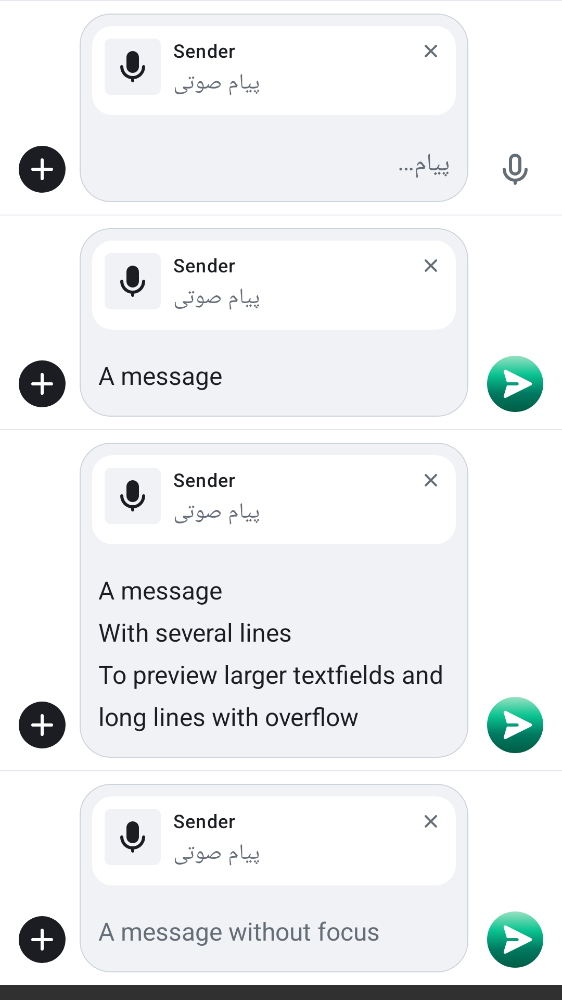 Sender
پیام صوتی
پیام…
Sender
پیام صوتی
A message
Sender
پیام صوتی
A message
With several lines
To preview larger textfields and
long lines with overflow
Sender
پیام صوتی
A message without focus